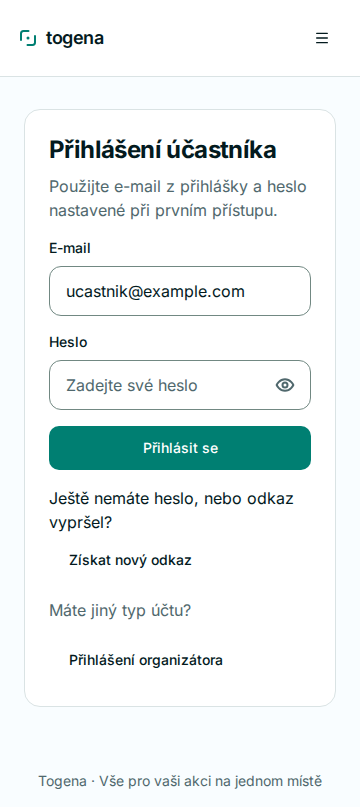 togena
Přihlášení účastníka
Použijte e-mail z přihlášky a heslo
nastavené při prvním přístupu.
E-mail
ucastnik@example.com
Heslo
Zadejte své heslo
Přihlásit se
Ještě nemáte heslo, nebo odkaz
vypršel?
Získat nový odkaz
Máte jiný typ účtu?
Přihlášení organizátora
Togena · Vše pro vaši akci na jednom místě